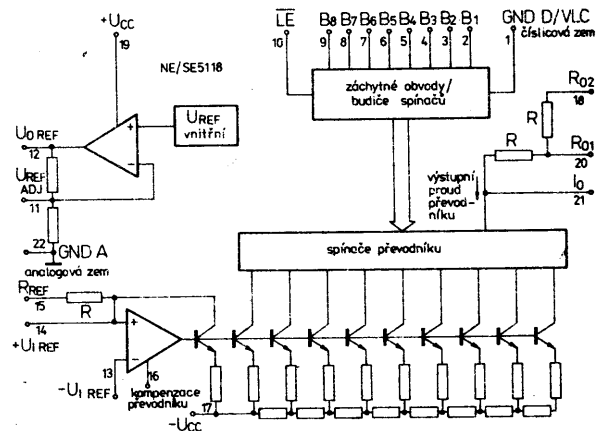 +UCC
19
NE/SE5118
LE
10
B8 B7 B6 B5 B4 B3 B2 B1
9 8 7 6 5 4 3 2
GND D/VLC
1
číslicová zem
záchytné obvody/
budiče spínačů
UREF
vnitřní
U0 REF
12
UREF
ADJ
11
22
GND A
analogová zem
R02
18
R
R
R01
20
I0
21
výstupní
proud
převod-
níku
spínače převodníku
RREF
15
R
14
+UI REF
13
-UI REF
16
kompenzace
převodníku
17
-UCC